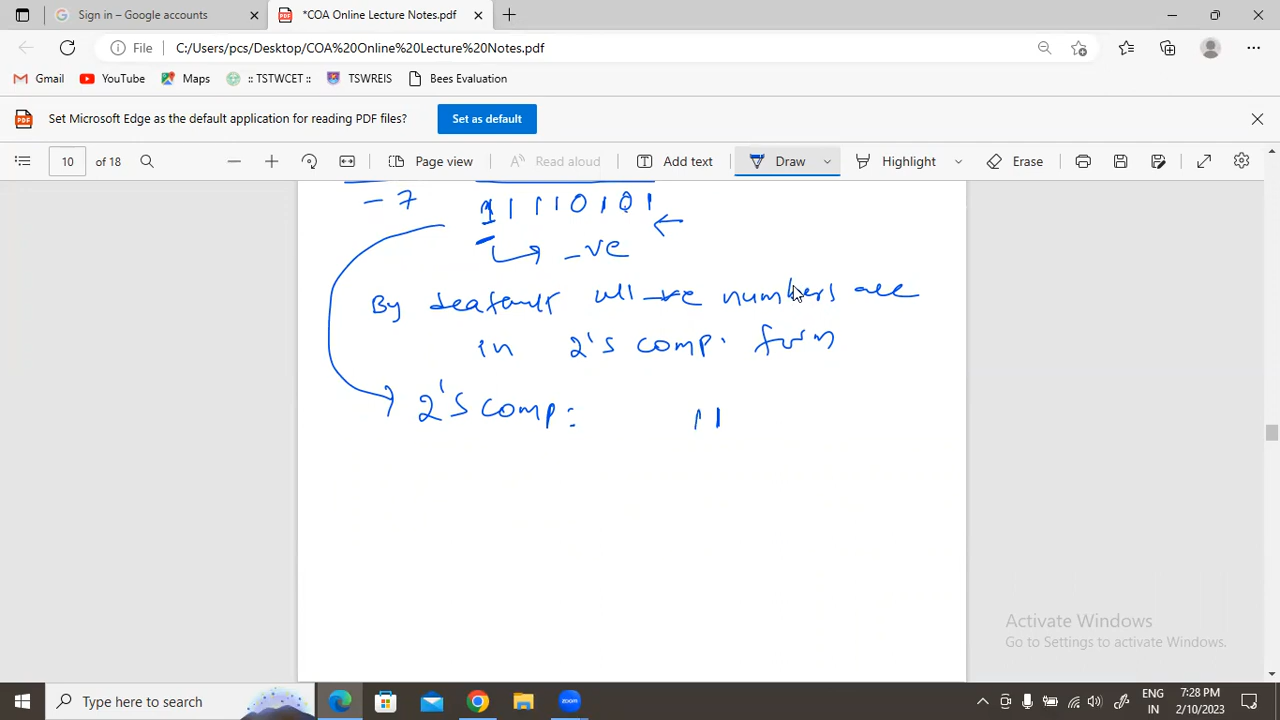 Sign in – Google accounts
*COA Online Lecture Notes.pdf
File C:/Users/pcs/Desktop/COA%20Online%20Lecture%20Notes.pdf
Gmail YouTube Maps :: TSTWCET :: TSWREIS Bees Evaluation
Set Microsoft Edge as the default application for reading PDF files? Set as default
10 of 18 Page view Read aloud Add text Draw Highlight Erase
- 7 11110101
-ve
By deafault all -ve numbers are
in 2's comp. form
2's comp: 11
Activate Windows
Go to Settings to activate Windows.
Type here to search
zoom
ENG 7:28 PM
IN 2/10/2023